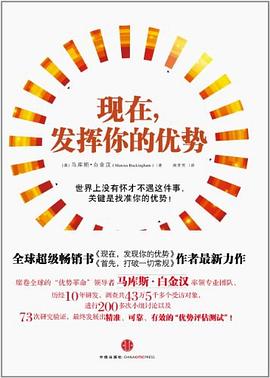 现在，
发挥你的优势
[美] 马库斯·白金汉（Marcus Buckingham） 著
世界上没有怀才不遇这件事，
关键是找准你的优势！
全球超级畅销书《现在，发现你的优势》
《首先，打破一切常规》作者最新力作
席卷全球的“优势革命”领导者马库斯·白金汉率领专业团队，
历经10年研发，调查共43万5千多个受访对象，
进行200多次小组讨论以及
73次研究验证，最终发展出精准、可靠、有效的“优势评估测试”！
中信出版社·CHINA CITIC PRESS